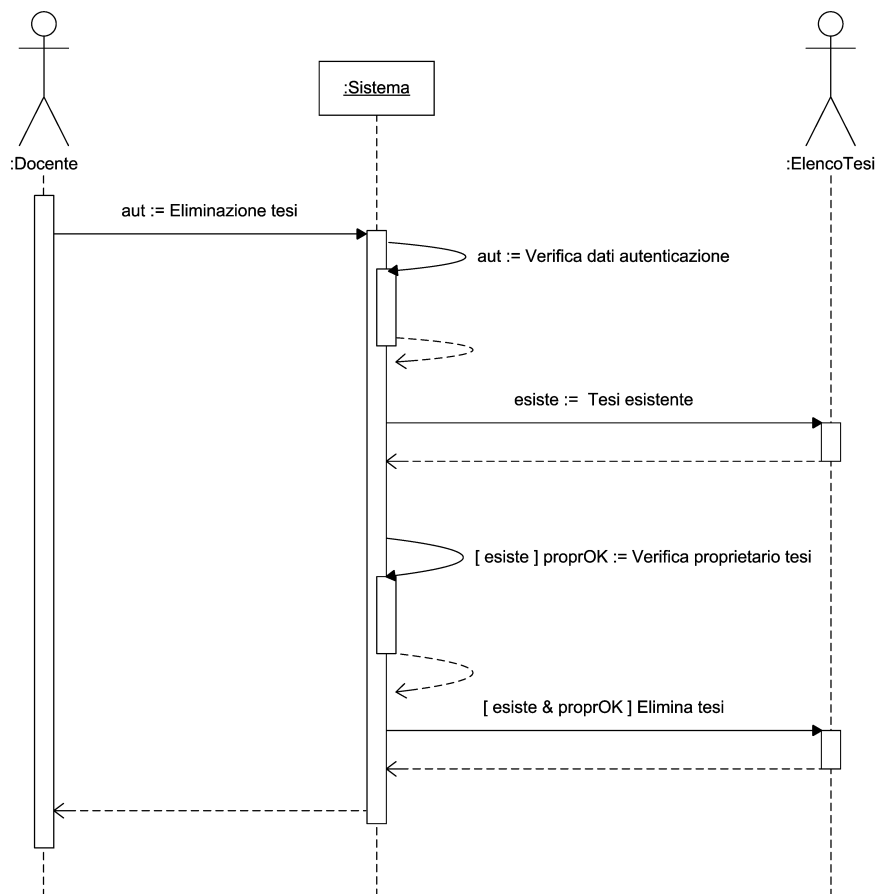 :Sistema
:Docente
:ElencoTesi
aut := Eliminazione tesi
aut := Verifica dati autenticazione
esiste := Tesi esistente
[ esiste ] proprOK := Verifica proprietario tesi
[ esiste & proprOK ] Elimina tesi